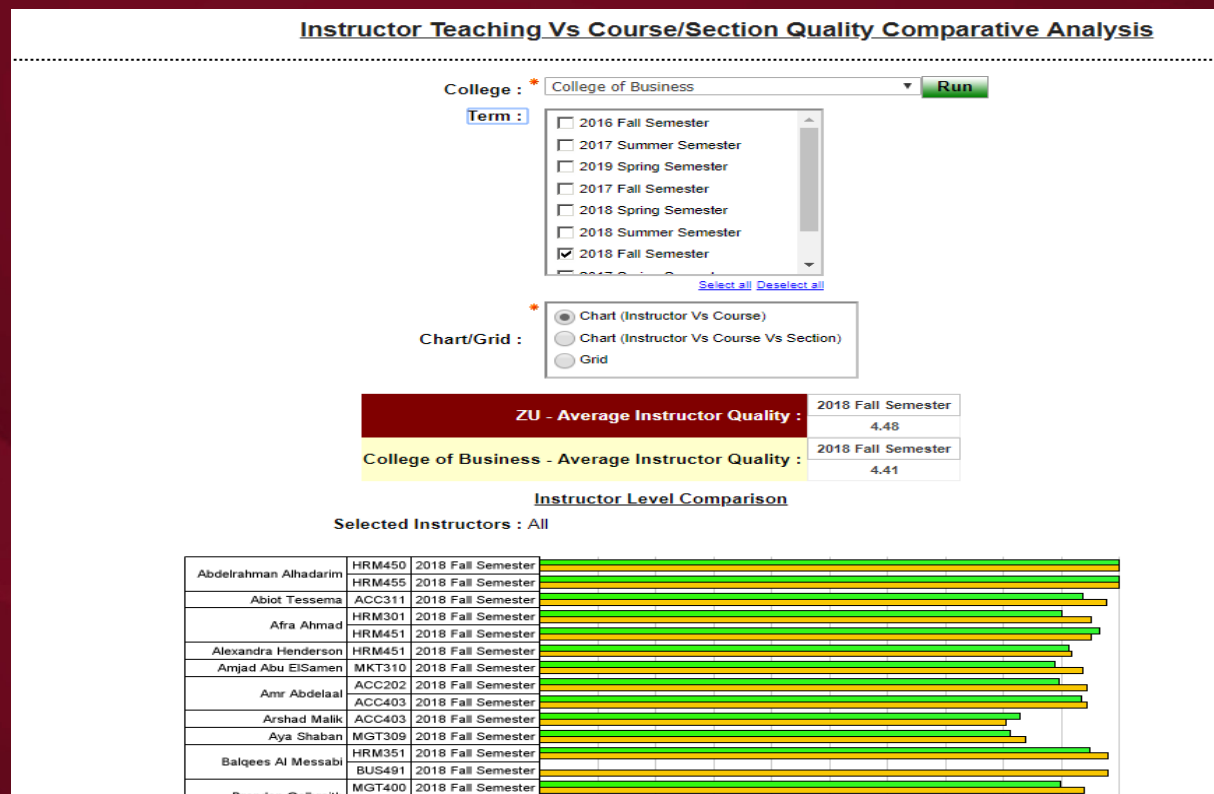 Instructor Teaching Vs Course/Section Quality Comparative Analysis
College : * College of Business Run
Term :
2016 Fall Semester
2017 Summer Semester
2019 Spring Semester
2017 Fall Semester
2018 Spring Semester
2018 Summer Semester
2018 Fall Semester
Select all Deselect all
*
Chart/Grid :
Chart (Instructor Vs Course)
Chart (Instructor Vs Course Vs Section)
Grid
ZU - Average Instructor Quality : 2018 Fall Semester
4.48
College of Business - Average Instructor Quality : 2018 Fall Semester
4.41
Instructor Level Comparison
Selected Instructors : All
Abdelrahman Alhadarim HRM450 2018 Fall Semester
HRM455 2018 Fall Semester
Abiot Tessema ACC311 2018 Fall Semester
Afra Ahmad HRM301 2018 Fall Semester
HRM451 2018 Fall Semester
Alexandra Henderson HRM451 2018 Fall Semester
Amjad Abu ElSamen MKT310 2018 Fall Semester
Amr Abdelaal ACC202 2018 Fall Semester
ACC403 2018 Fall Semester
Arshad Malik ACC403 2018 Fall Semester
Aya Shaban MGT309 2018 Fall Semester
Balqees Al Messabi HRM351 2018 Fall Semester
BUS491 2018 Fall Semester
MGT400 2018 Fall Semester